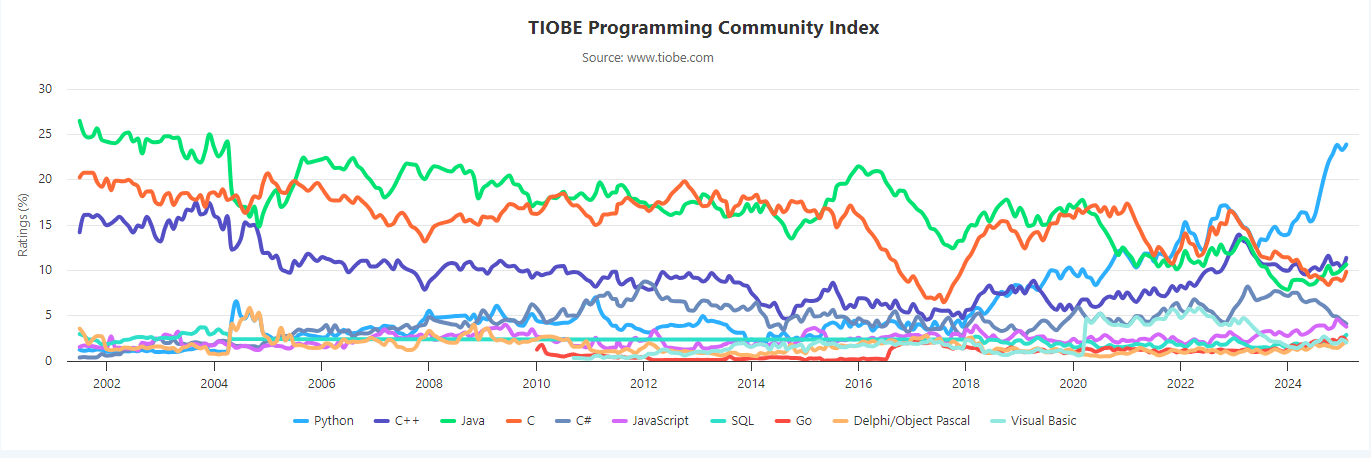 TIOBE Programming Community Index
Source: www.tiobe.com
30
25
20
15
10
5
0
Ratings (%)
2002 2004 2006 2008 2010 2012 2014 2016 2018 2020 2022 2024
Python C++ Java C C# JavaScript SQL Go Delphi/Object Pascal Visual Basic